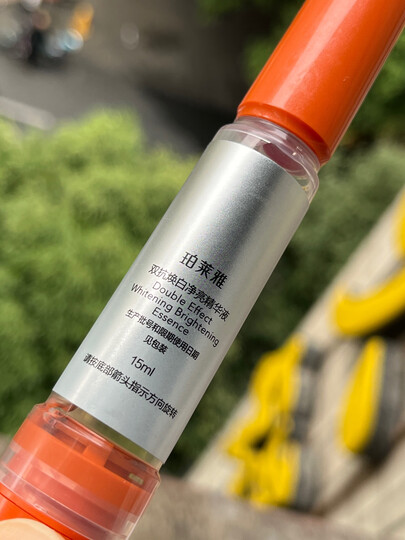 珀莱雅
双抗焕白净亮精华液
Double Effect
Whitening Brightening
Essence
生产批号和限期使用日期
见包装
15ml
请按底部箭头指示方向旋转